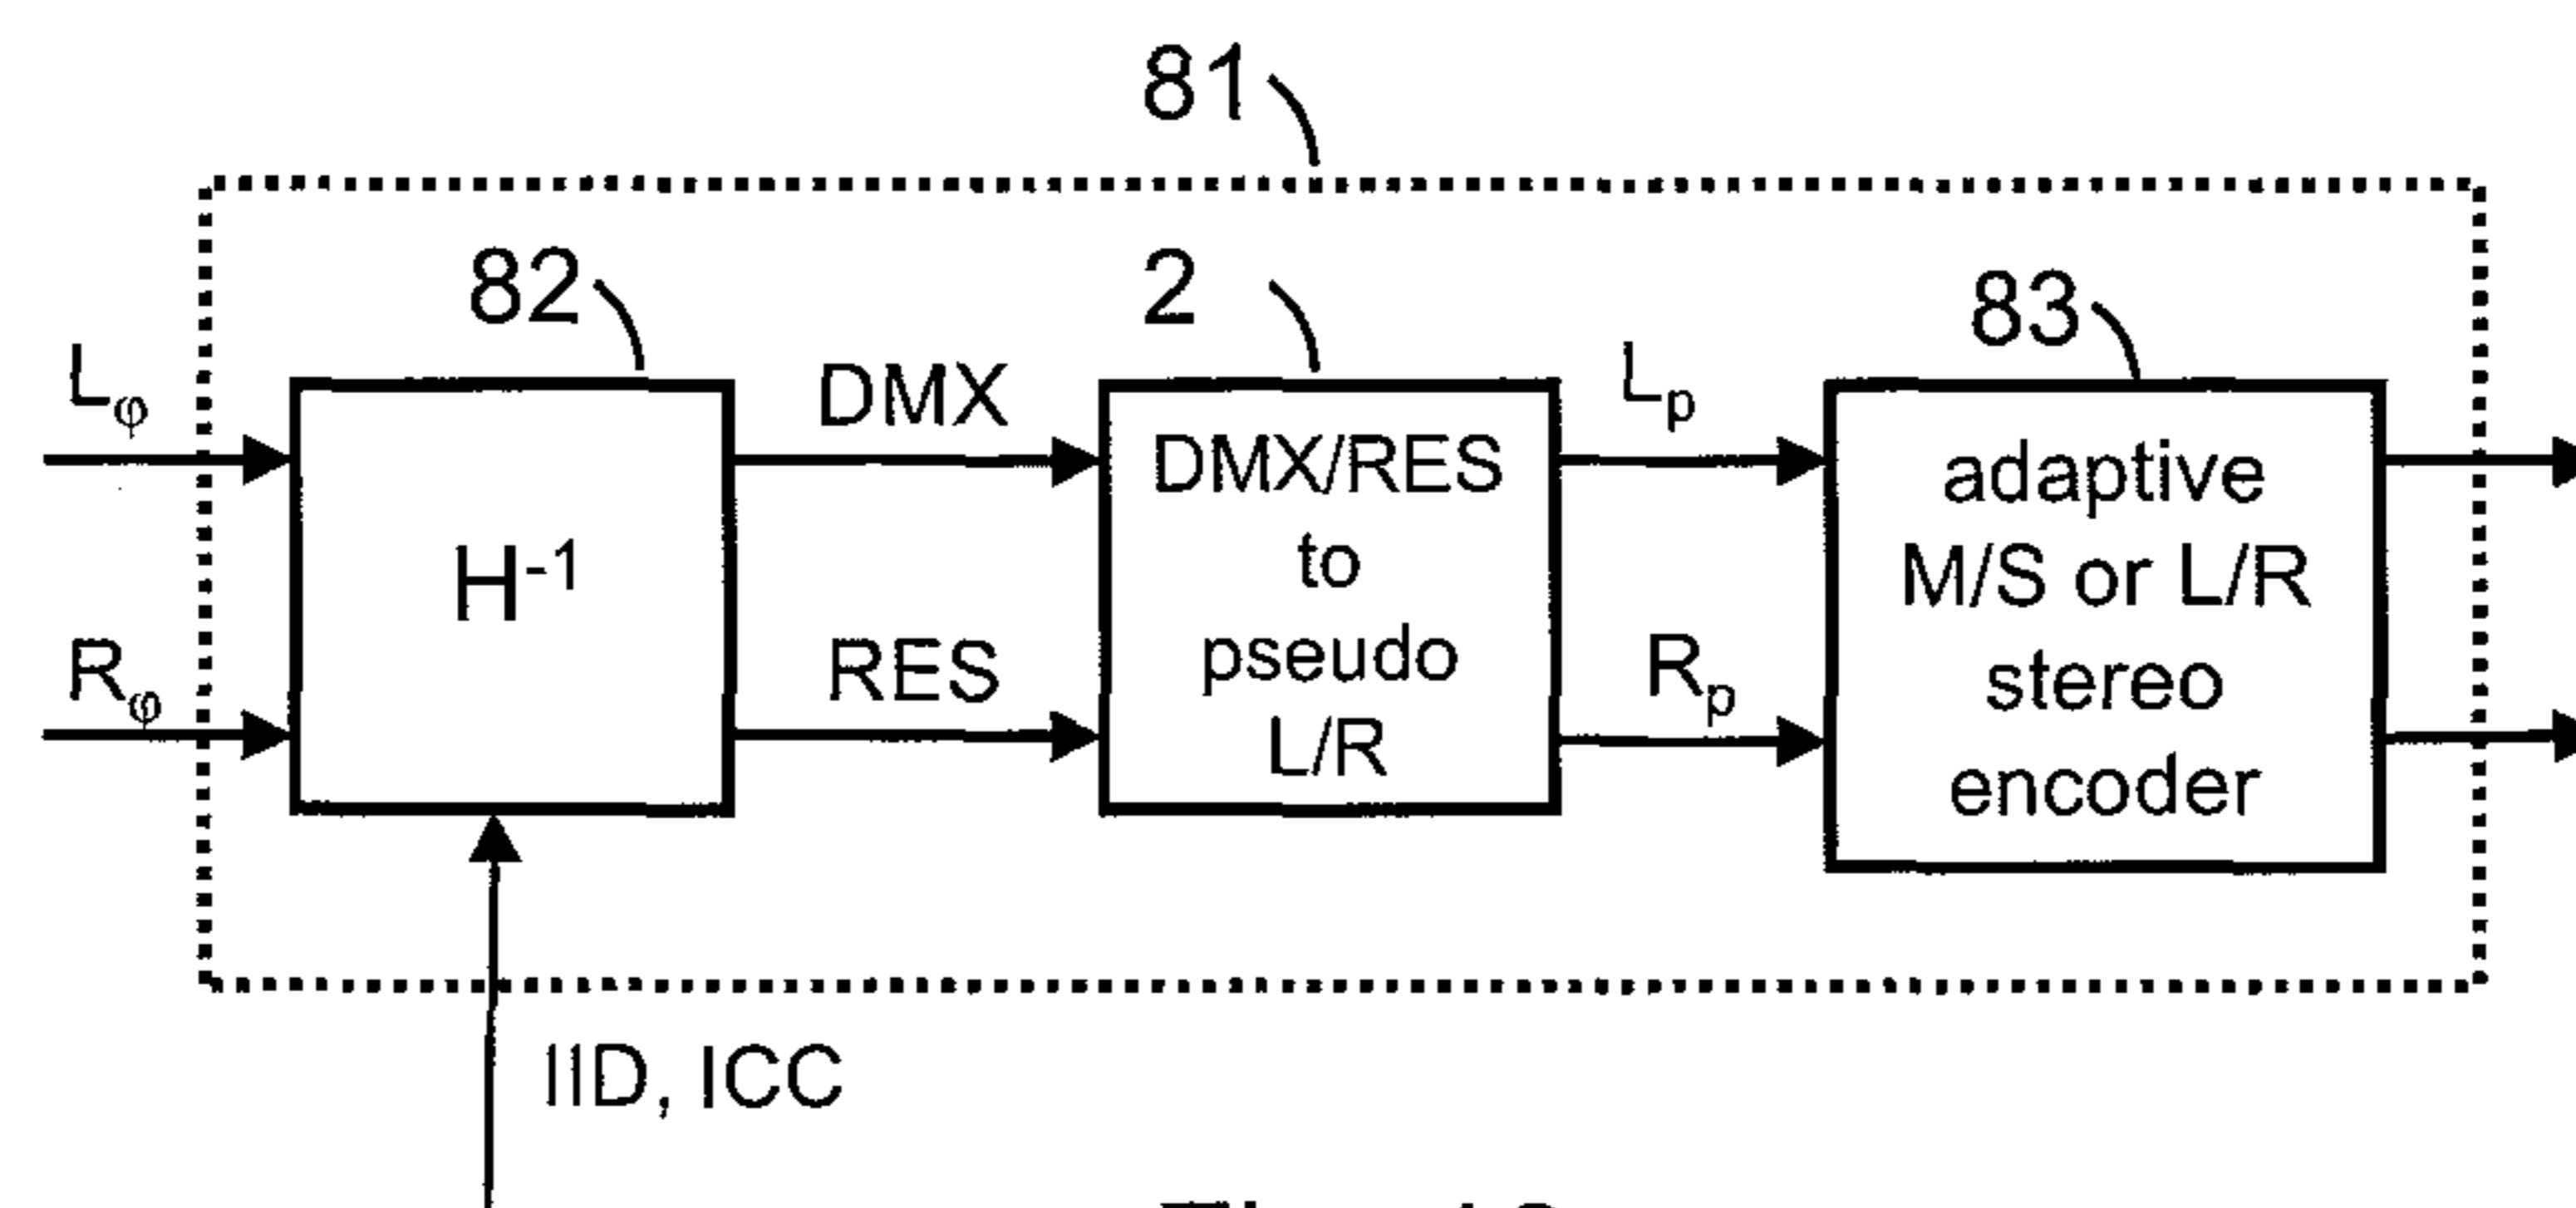 81
82
2
83
Lφ
DMX
Lp
H-1
DMX/RES
to
pseudo
L/R
adaptive
M/S or L/R
stereo
encoder
Rφ
RES
Rp
IID, ICC